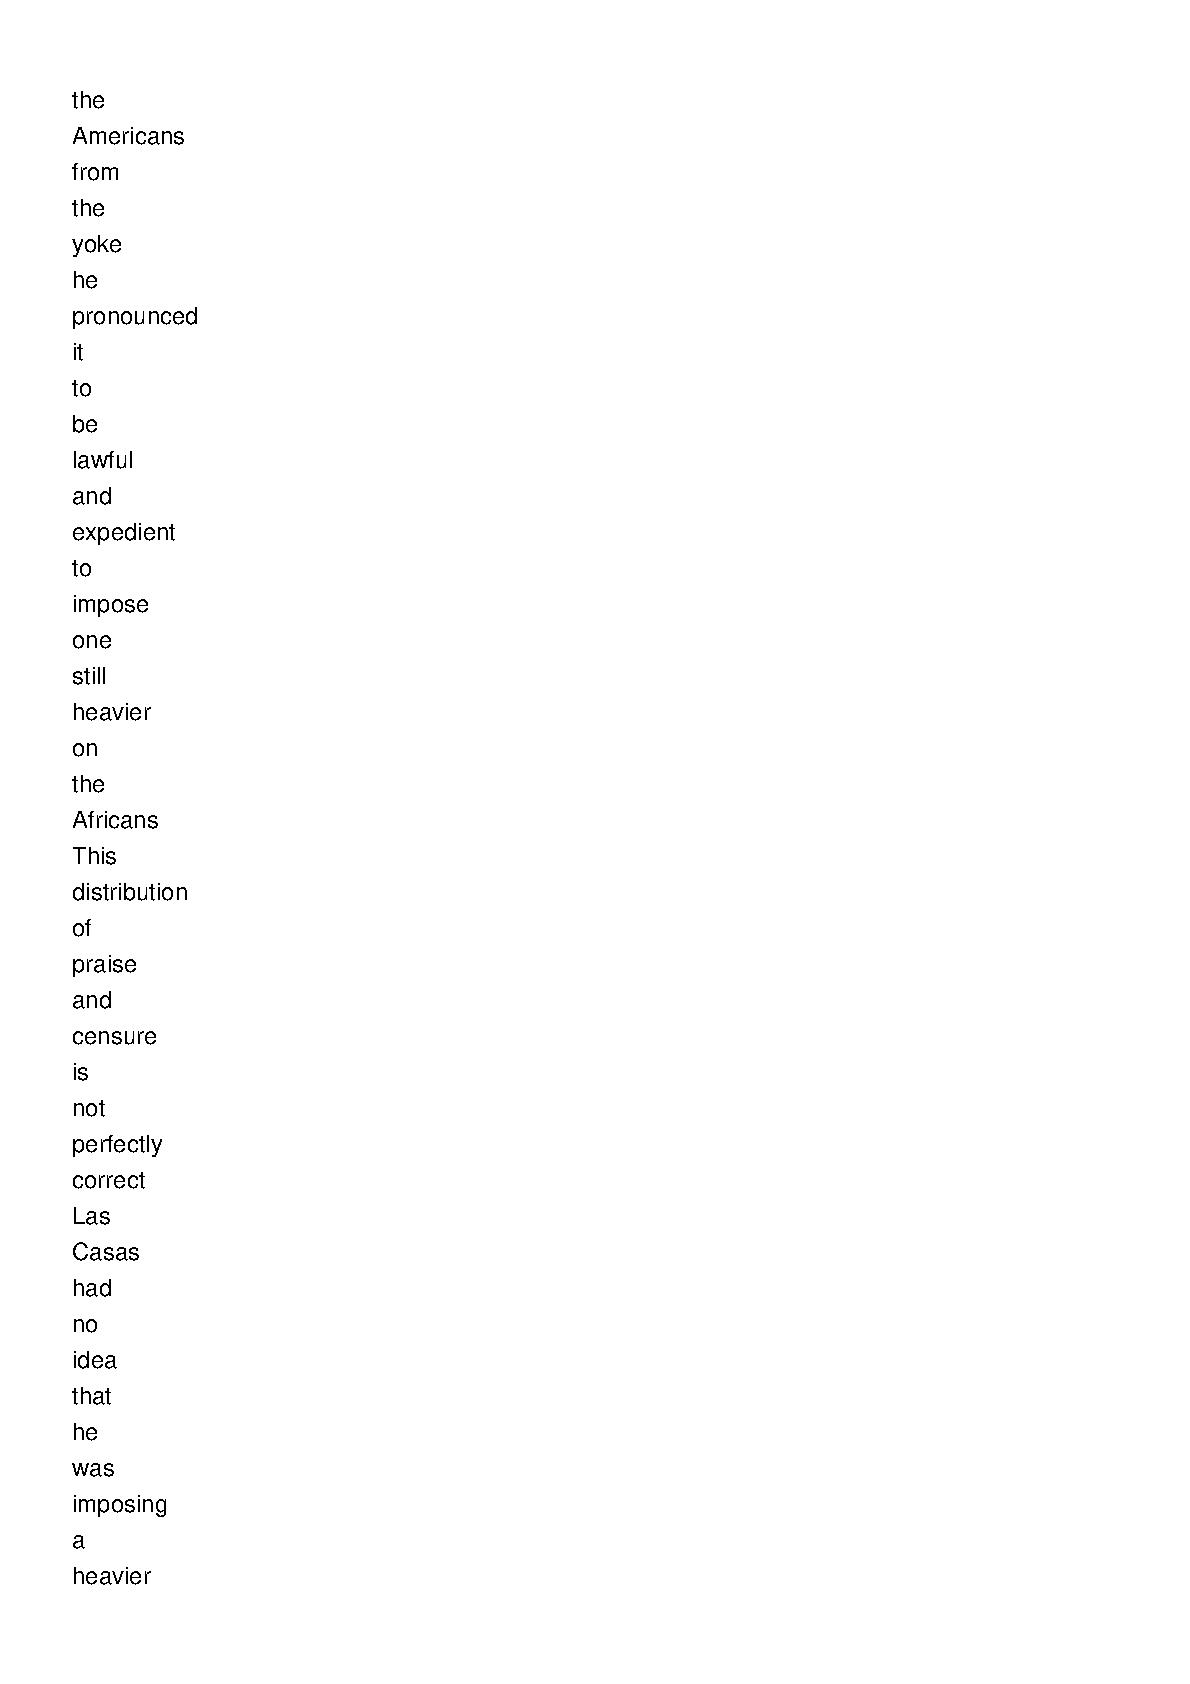 the
Americans
from
the
yoke
he
pronounced
it
to
be
lawful
and
expedient
to
impose
one
still
heavier
on
the
Africans
This
distribution
of
praise
and
censure
is
not
perfectly
correct
Las
Casas
had
no
idea
that
he
was
imposing
a
heavier